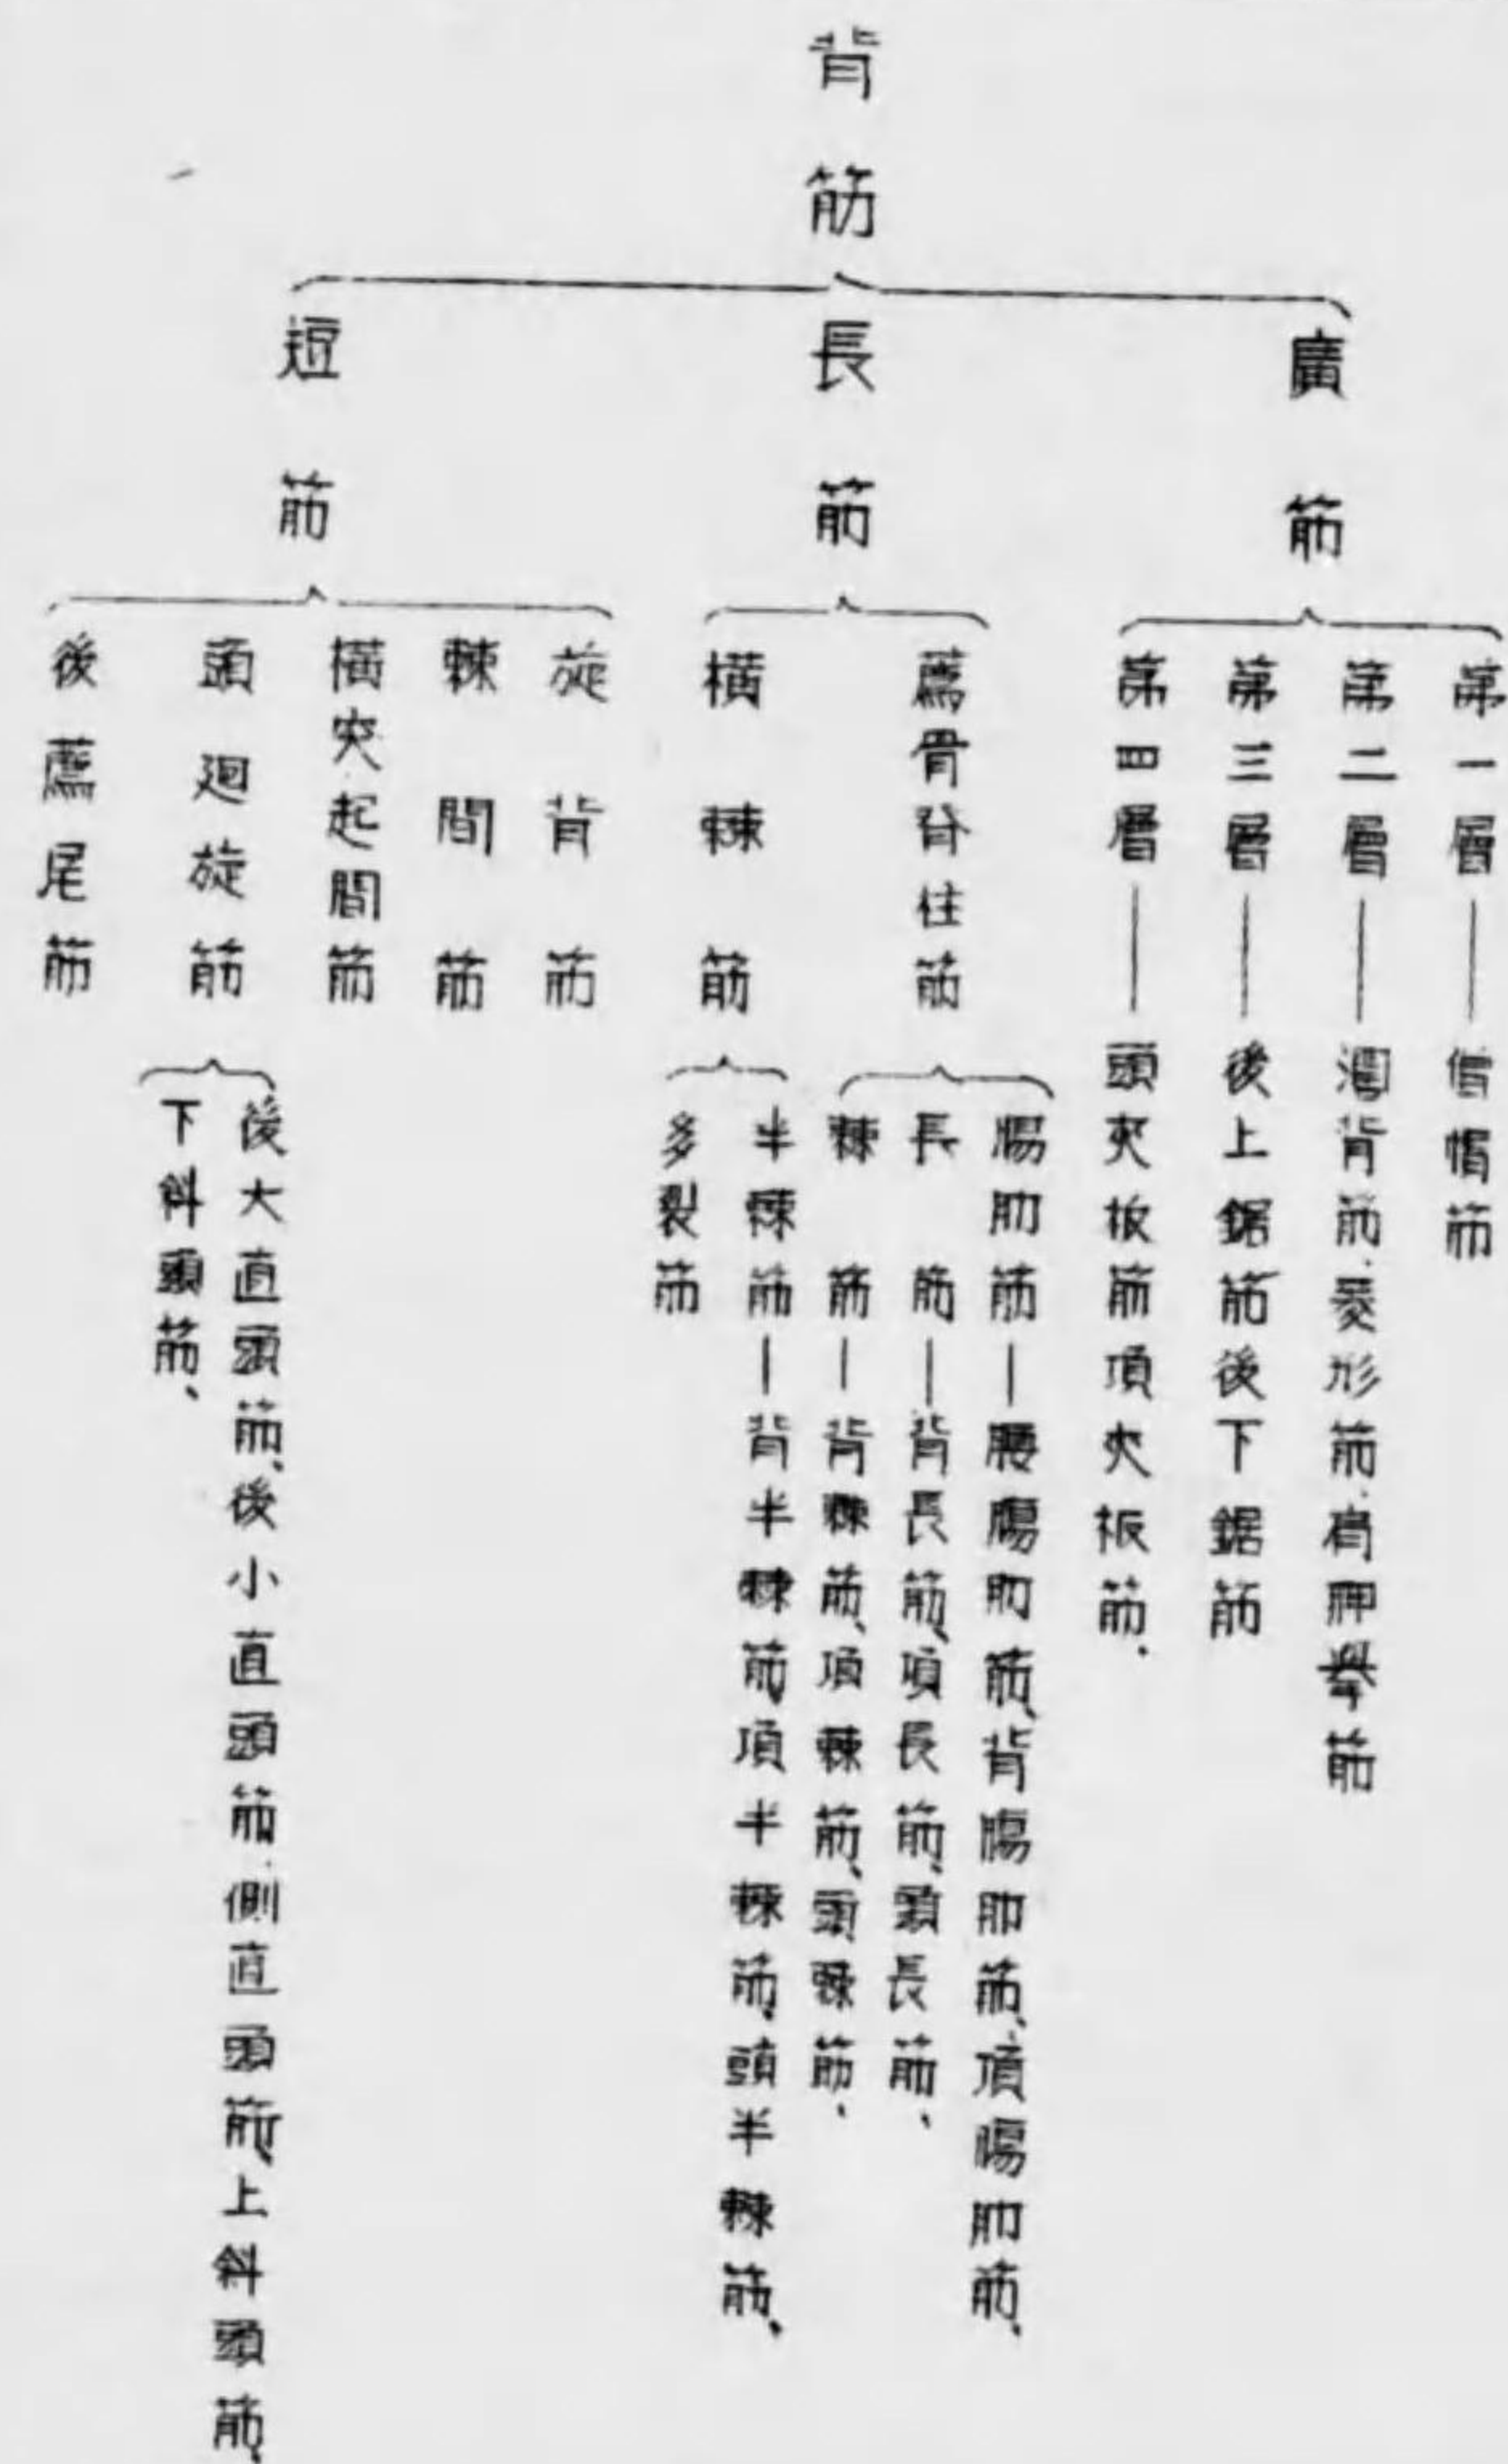 背筋
廣筋
第一層——僧帽筋
第二層——濶背筋、菱形筋、肩胛擧筋
第三層——後上鋸筋後下鋸筋
第四層——頭夾板筋項夾板筋、
長筋
薦骨脊柱筋
腸肋筋—腰腸肋筋、背腸肋筋、項腸肋筋、
長筋—背長筋、項長筋、頭長筋、
棘筋—背棘筋、項棘筋、頭棘筋、
横棘筋
半棘筋—背半棘筋、項半棘筋、頭半棘筋、
多裂筋
短筋
旋背筋
棘間筋
横突起間筋
頭廻旋筋
後大直頭筋、後小直頭筋、側直頭筋、上斜頭筋、
下斜頭筋、
後薦尾筋